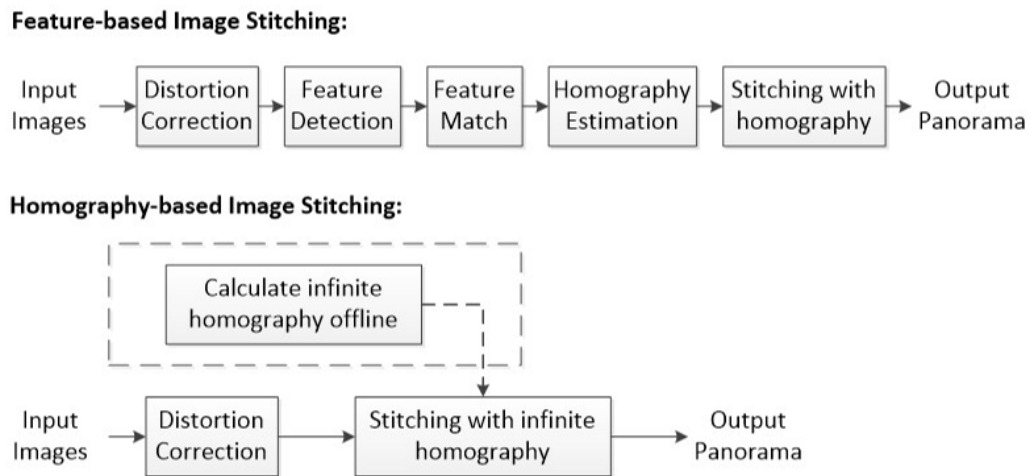 Feature-based Image Stitching:
Input
Images
Distortion
Correction
Feature
Detection
Feature
Match
Homography
Estimation
Stitching with
homography
Output
Panorama
Homography-based Image Stitching:
Calculate infinite
homography offline
Input
Images
Distortion
Correction
Stitching with infinite
homography
Output
Panorama